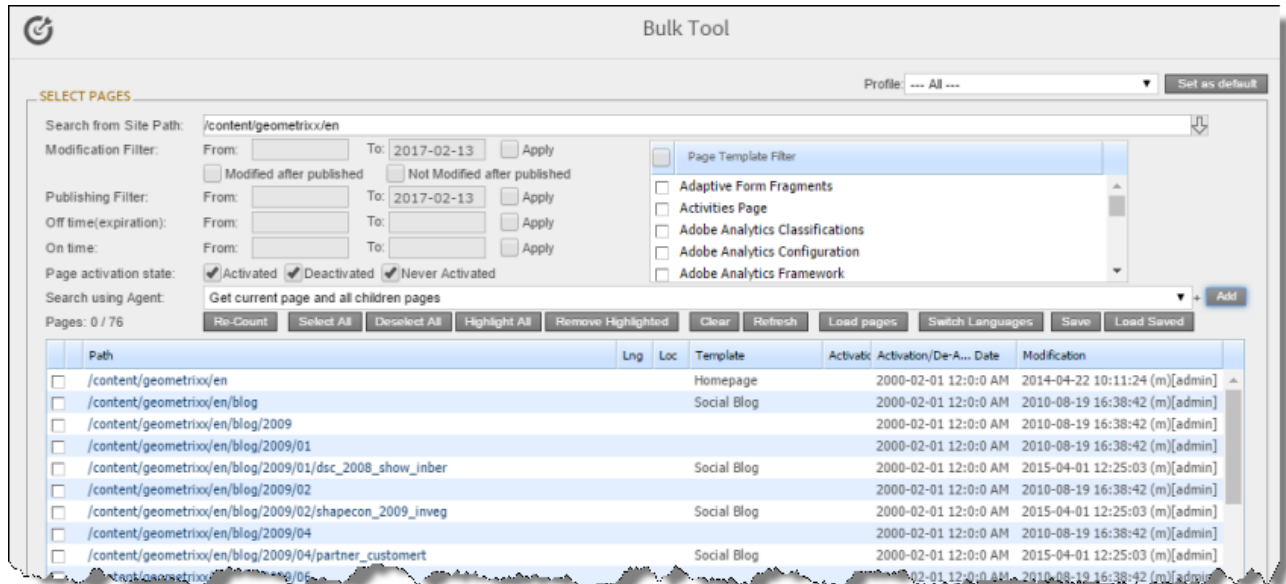 Bulk Tool
Profile: --- All --- Set as default
SELECT PAGES
Search from Site Path: /content/geometrixx/en
Modification Filter: From: To: 2017-02-13 Apply
Page Template Filter
Modified after published Not Modified after published
Adaptive Form Fragments
Publishing Filter: From: To: 2017-02-13 Apply
Activities Page
Off time(expiration): From: To: Apply
Adobe Analytics Classifications
On time: From: To: Apply
Adobe Analytics Configuration
Page activation state: Activated Deactivated Never Activated
Adobe Analytics Framework
Search using Agent: Get current page and all children pages + Add
Pages: 0 / 76 Re-Count Select All Deselect All Highlight All Remove Highlighted Clear Refresh Load pages Switch Languages Save Load Saved
Path Lng Loc Template Activatic Activation/De-A... Date Modification
/content/geometrixx/en Homepage 2000-02-01 12:0:0 AM 2014-04-22 10:11:24 (m)[admin]
/content/geometrixx/en/blog Social Blog 2000-02-01 12:0:0 AM 2010-08-19 16:38:42 (m)[admin]
/content/geometrixx/en/blog/2009 2000-02-01 12:0:0 AM 2010-08-19 16:38:42 (m)[admin]
/content/geometrixx/en/blog/2009/01 2000-02-01 12:0:0 AM 2010-08-19 16:38:42 (m)[admin]
/content/geometrixx/en/blog/2009/01/dsc_2008_show_inber Social Blog 2000-02-01 12:0:0 AM 2015-04-01 12:25:03 (m)[admin]
/content/geometrixx/en/blog/2009/02 2000-02-01 12:0:0 AM 2010-08-19 16:38:42 (m)[admin]
/content/geometrixx/en/blog/2009/02/shapecon_2009_inveg Social Blog 2000-02-01 12:0:0 AM 2015-04-01 12:25:03 (m)[admin]
/content/geometrixx/en/blog/2009/04 2000-02-01 12:0:0 AM 2010-08-19 16:38:42 (m)[admin]
/content/geometrixx/en/blog/2009/04/partner_customert Social Blog 2000-02-01 12:0:0 AM 2015-04-01 12:25:03 (m)[admin]